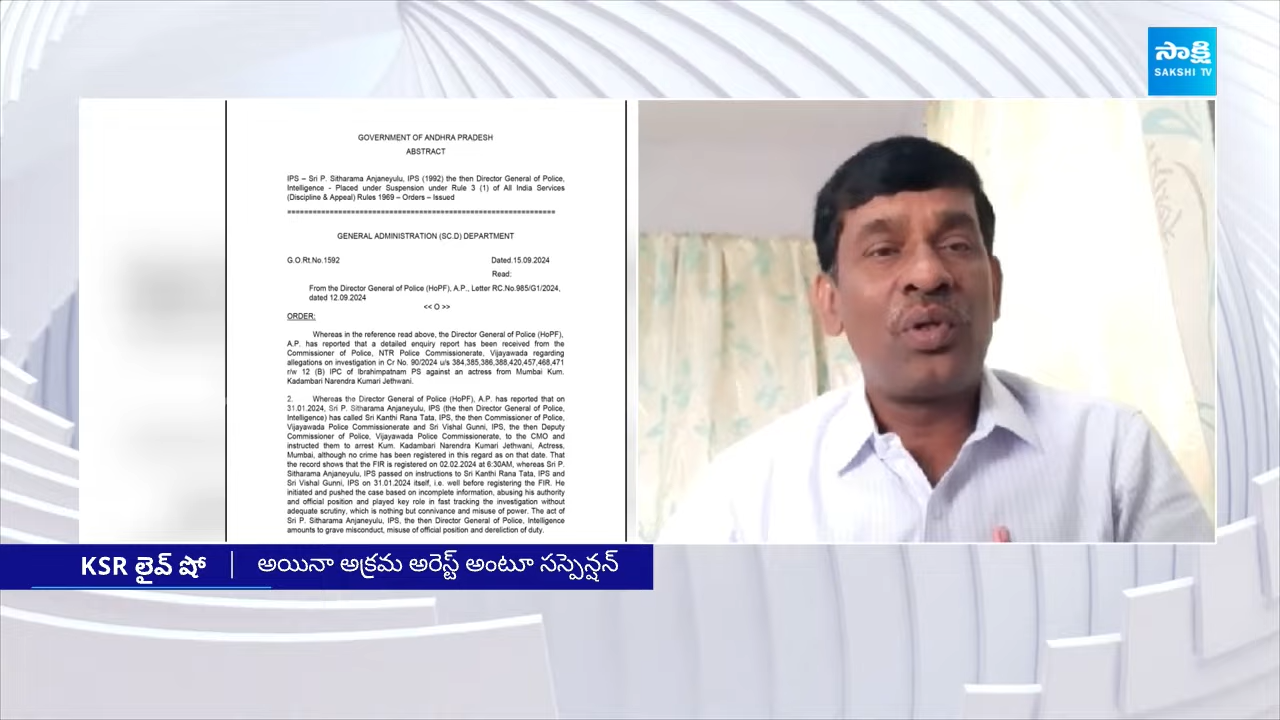 సాక్షి
SAKSHI TV
GOVERNMENT OF ANDHRA PRADESH
ABSTRACT
IPS – Sri P. Sitharama Anjaneyulu, IPS (1992) the then Director General of Police,
Intelligence - Placed under Suspension under Rule 3 (1) of All India Services
(Discipline & Appeal) Rules 1969 – Orders – Issued
================================================================
GENERAL ADMINISTRATION (SC.D) DEPARTMENT
G.O.Rt.No.1592 Dated.15.09.2024
Read:
From the Director General of Police (HoPF), A.P., Letter RC.No.985/G1/2024,
dated 12.09.2024
<< O >>
ORDER:
Whereas in the reference read above, the Director General of Police (HoPF),
A.P. has reported that a detailed enquiry report has been received from the
Commissioner of Police, NTR Police Commissionerate, Vijayawada regarding
allegations on investigation in Cr No. 90/2024 u/s 384,385,386,388,420,457,468,471
r/w 12 (B) IPC of Ibrahimpatnam PS against an actress from Mumbai Kum.
Kadambari Narendra Kumari Jethwani.
2. Whereas the Director General of Police (HoPF), A.P. has reported that on
31.01.2024, Sri P. Sitharama Anjaneyulu, IPS (the then Director General of Police,
Intelligence) has called Sri Kanthi Rana Tata, IPS, the then Commissioner of Police,
Vijayawada Police Commissionerate and Sri Vishal Gunni, IPS, the then Deputy
Commissioner of Police, Vijayawada Police Commissionerate, to the CMO and
instructed them to arrest Kum. Kadambari Narendra Kumari Jethwani, Actress,
Mumbai, although no crime has been registered in this regard as on that date. That
the record shows that the FIR is registered on 02.02.2024 at 6:30AM, whereas Sri P.
Sitharama Anjaneyulu, IPS passed on instructions to Sri Kanthi Rana Tata, IPS and
Sri Vishal Gunni, IPS on 31.01.2024 itself, i.e. well before registering the FIR. He
initiated and pushed the case based on incomplete information, abusing his authority
and official position and played key role in fast tracking the investigation without
adequate scrutiny, which is nothing but connivance and misuse of power. The act of
Sri P. Sitharama Anjaneyulu, IPS, the then Director General of Police, Intelligence
amounts to grave misconduct, misuse of official position and dereliction of duty.
KSR లైవ్ షో | అయినా అక్రమ అరెస్ట్ అంటూ సస్పెన్షన్